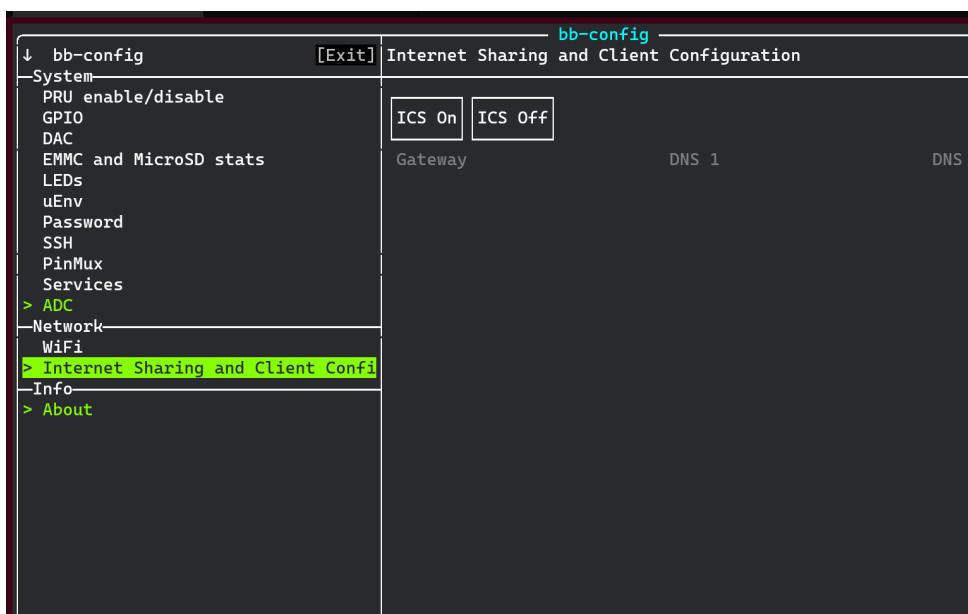 bb-config
↓ bb-config [Exit]
Internet Sharing and Client Configuration
System
PRU enable/disable
GPIO
DAC
EMMC and MicroSD stats
LEDs
uEnv
Password
SSH
PinMux
Services
> ADC
Network
WiFi
> Internet Sharing and Client Confi
Info
> About
ICS On ICS Off
Gateway DNS 1 DNS